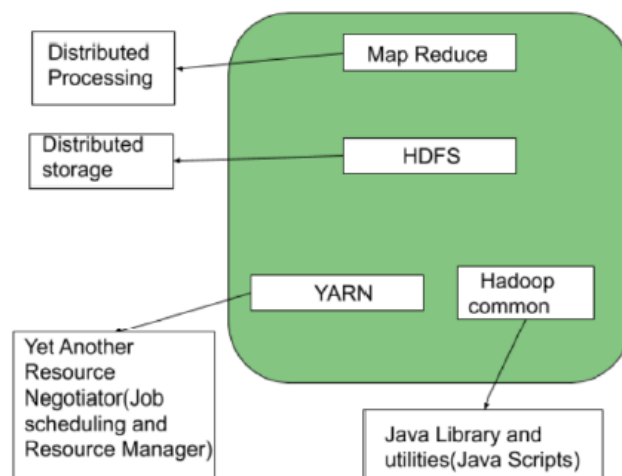 Distributed
Processing
Map Reduce
Distributed
storage
HDFS
YARN
Hadoop
common
Yet Another
Resource
Negotiator(Job
scheduling and
Resource Manager)
Java Library and
utilities(Java Scripts)